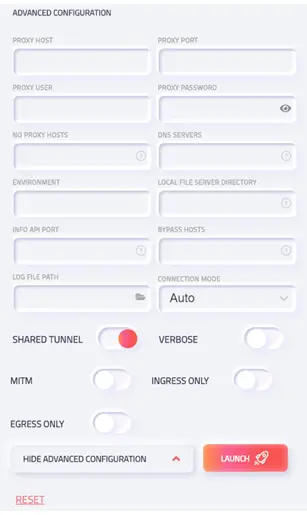 ADVANCED CONFIGURATION
PROXY HOST PROXY PORT
PROXY USER PROXY PASSWORD
NO PROXY HOSTS DNS SERVERS
ENVIRONMENT LOCAL FILE SERVER DIRECTORY
INFO API PORT BYPASS HOSTS
LOG FILE PATH CONNECTION MODE
Auto
SHARED TUNNEL VERBOSE
MITM INGRESS ONLY
EGRESS ONLY
HIDE ADVANCED CONFIGURATION LAUNCH
RESET